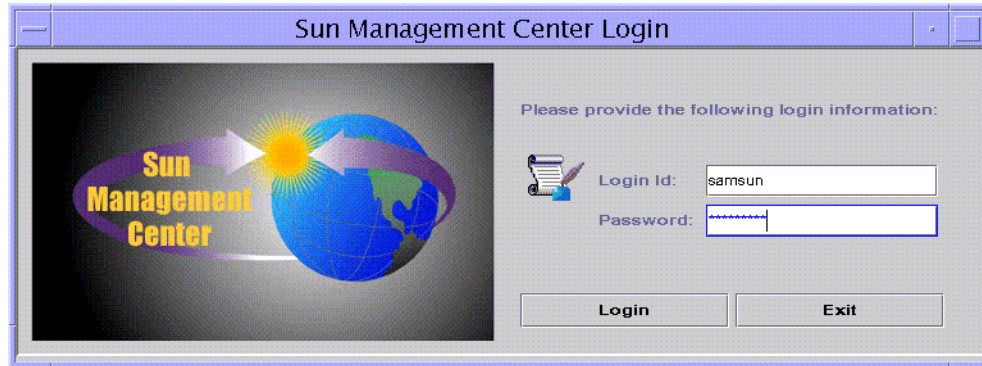 Sun Management Center Login
Sun
Management
Center
Please provide the following login information:
Login Id: samsun
Password: *********
Login
Exit